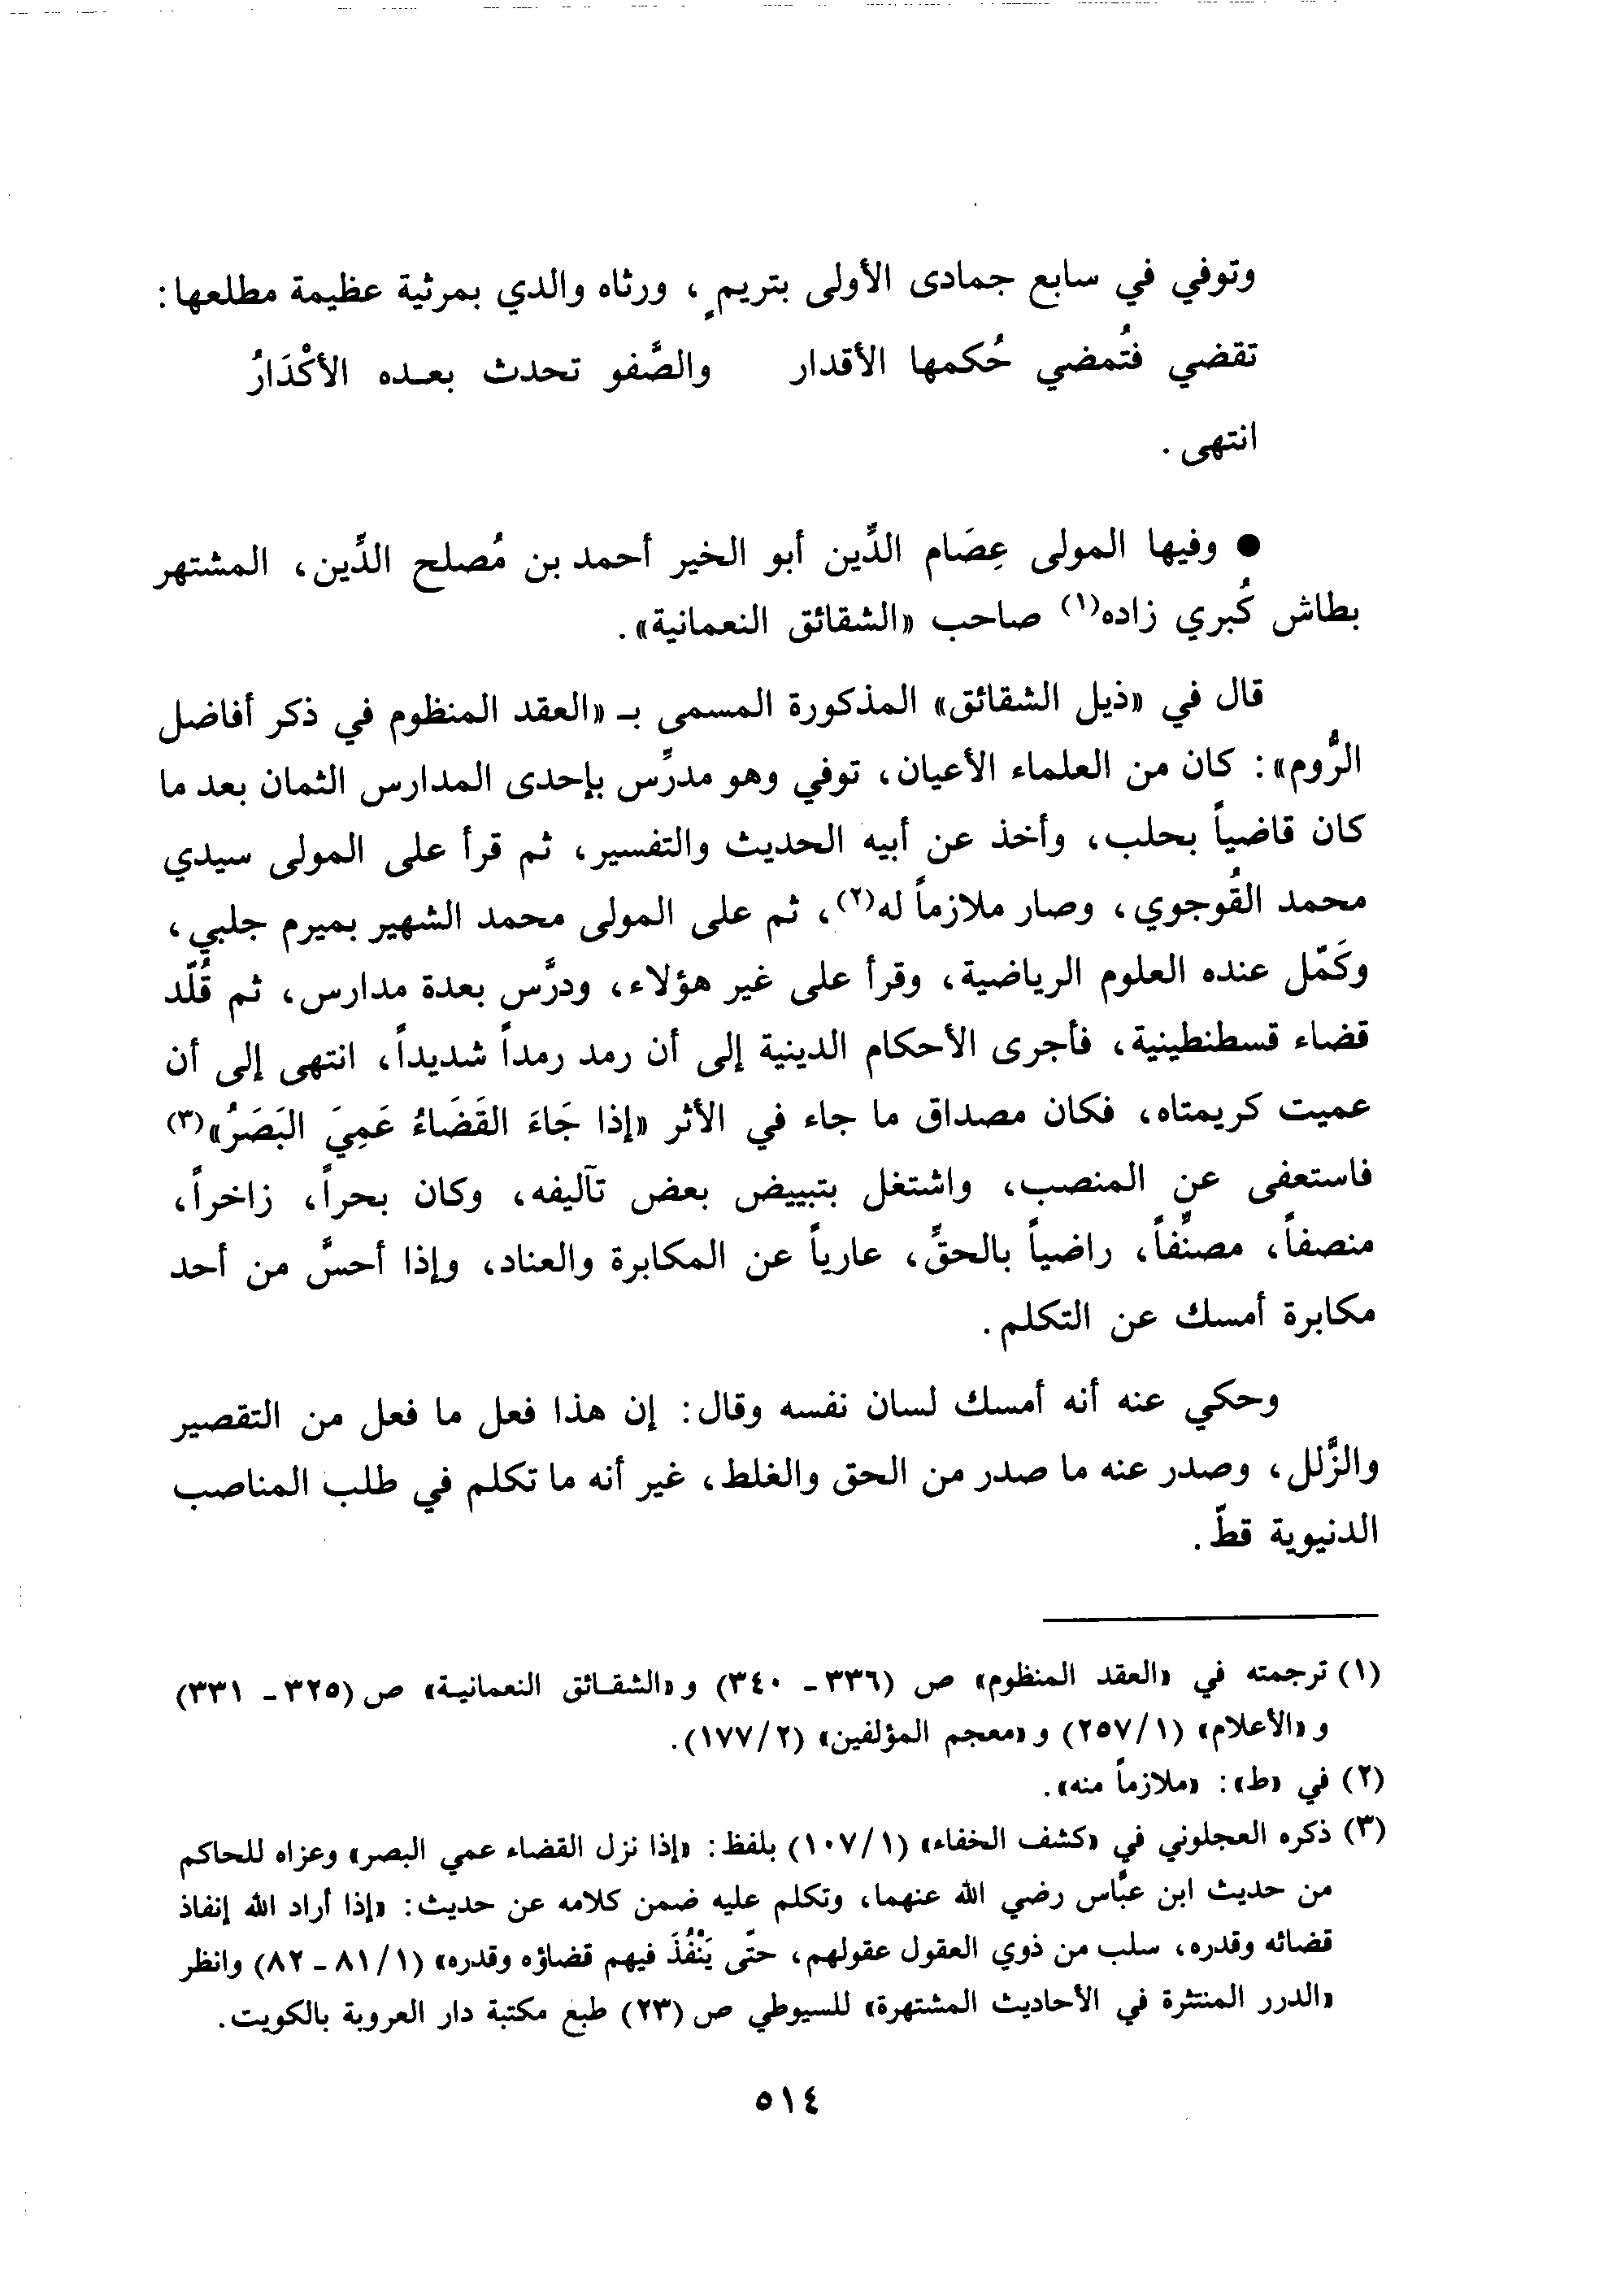 وتوفي في سابع جمادى الأولى بتريمٍ، ورثاه والدي بمرثية عظيمة مطلعها:
تقضي فتُمضي حُكمها الأقدار والصَّفو تحدث بعـده الأكْدَارُ
انتهى.
● وفيها المولى عِصَام الدِّين أبو الخير أحمد بن مُصلح الدِّين، المشتهر
بطاش كُبري زاده(١) صاحب «الشقائق النعمانية».
قال في «ذيل الشقائق» المذكورة المسمى بـ «العقد المنظوم في ذكر أفاضل
الرُّوم»: كان من العلماء الأعيان، توفي وهو مدرِّس بإحدى المدارس الثمان بعد ما
كان قاضياً بحلب، وأخذ عن أبيه الحديث والتفسير، ثم قرأ على المولى سيدي
محمد القُوجوي، وصار ملازماً له(٢)، ثم على المولى محمد الشهير بميرم جلبي،
وكَمّل عنده العلوم الرياضية، وقرأ على غير هؤلاء، ودرَّس بعدة مدارس، ثم قُلّد
قضاء قسطنطينية، فأجرى الأحكام الدينية إلى أن رمد رمداً شديداً، انتهى إلى أن
عميت كريمتاه، فكان مصداق ما جاء في الأثر «إذا جَاءَ القَضَاءُ عَمِيَ البَصَرُ»(٣)
فاستعفى عن المنصب، واشتغل بتبييض بعض تآليفه، وكان بحراً، زاخراً،
منصفاً، مصنِّفاً، راضياً بالحقِّ، عارياً عن المكابرة والعناد، وإذا أحسَّ من أحد
مكابرة أمسك عن التكلم.
وحكي عنه أنه أمسك لسان نفسه وقال: إن هذا فعل ما فعل من التقصير
والزَّلل، وصدر عنه ما صدر من الحق والغلط، غير أنه ما تكلم في طلب المناصب
الدنيوية قطّ.
(١) ترجمته في «العقد المنظوم» ص (٣٣٦ - ٣٤٠) و «الشقـائق النعمانيـة» ص (٣٢٥ - ٣٣١)
و «الأعلام» (٢٥٧/١) و «معجم المؤلفين» (١٧٧/٢).
(٢) في «ط»: «ملازماً منه».
(٣) ذكره العجلوني في «كشف الخفاء» (١٠٧/١) بلفظ: «إذا نزل القضاء عمي البصر» وعزاه للحاكم
من حديث ابن عبَّاس رضي الله عنهما، وتكلم عليه ضمن كلامه عن حديث: «إذا أراد الله إنفاذ
قضائه وقدره، سلب من ذوي العقول عقولهم، حتّى يَنْفُذَ فيهم قضاؤه وقدره» (٨١/١ - ٨٢) وانظر
«الدرر المنتثرة في الأحاديث المشتهرة» للسيوطي ص (٢٣) طبع مكتبة دار العروبة بالكويت.
٥١٤